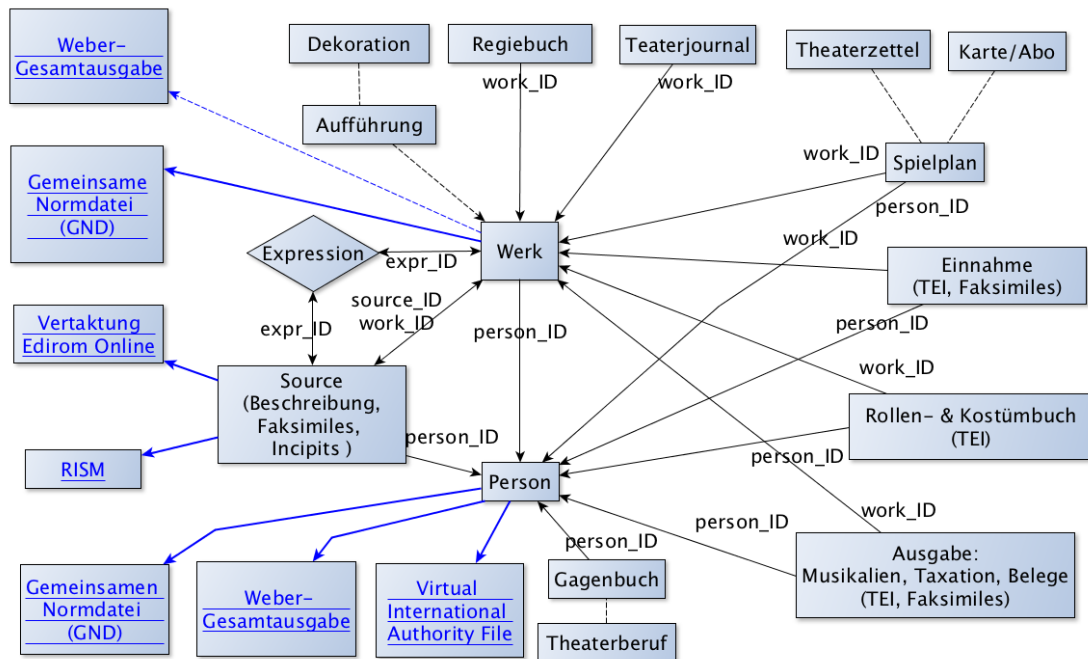 Weber-
Gesamtausgabe
Dekoration
Regiebuch
Teaterjournal
Theaterzettel
Karte/Abo
work_ID
work_ID
Aufführung
Gemeinsame
Normdatei
(GND)
work_ID
Spielplan
person_ID
Expression
expr_ID
Werk
work_ID
Einnahme
(TEI, Faksimiles)
source_ID
work_ID
Vertaktung
Edirom Online
expr_ID
person_ID
person_ID
work_ID
Source
(Beschreibung,
Faksimiles,
Incipits )
Rollen- & Kostümbuch
(TEI)
person_ID
person_ID
RISM
Person
work_ID
person_ID
person_ID
Ausgabe:
Musikalien, Taxation, Belege
(TEI, Faksimiles)
Gemeinsamen
Normdatei
(GND)
Weber-
Gesamtausgabe
Virtual
International
Authority File
Gagenbuch
Theaterberuf